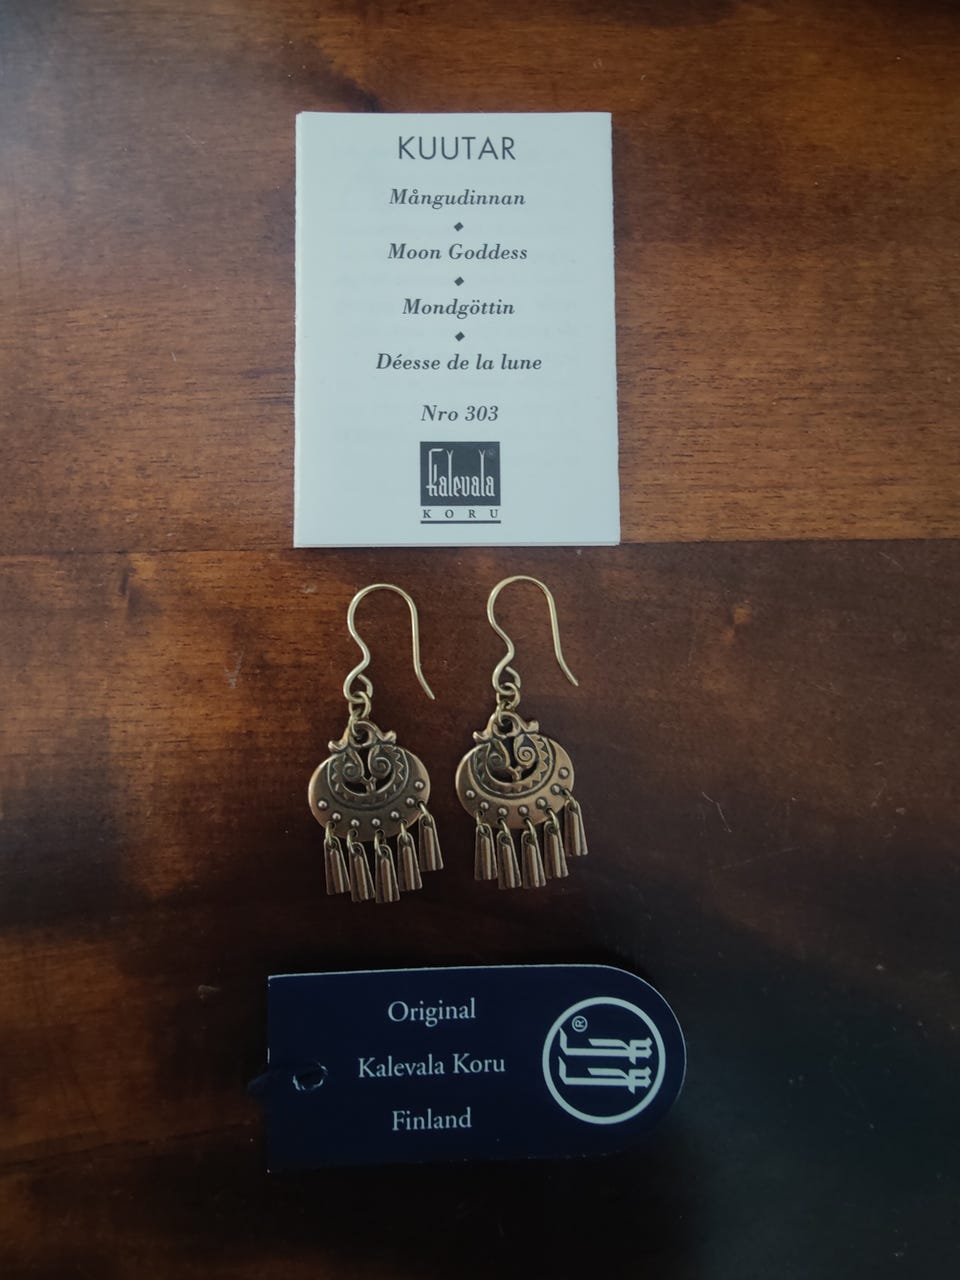 KUUTAR
Mångudinnan
Moon Goddess
Mondgöttin
Déesse de la lune
Nro 303
Kalevala®
KORU
Original
Kalevala Koru
Finland
®